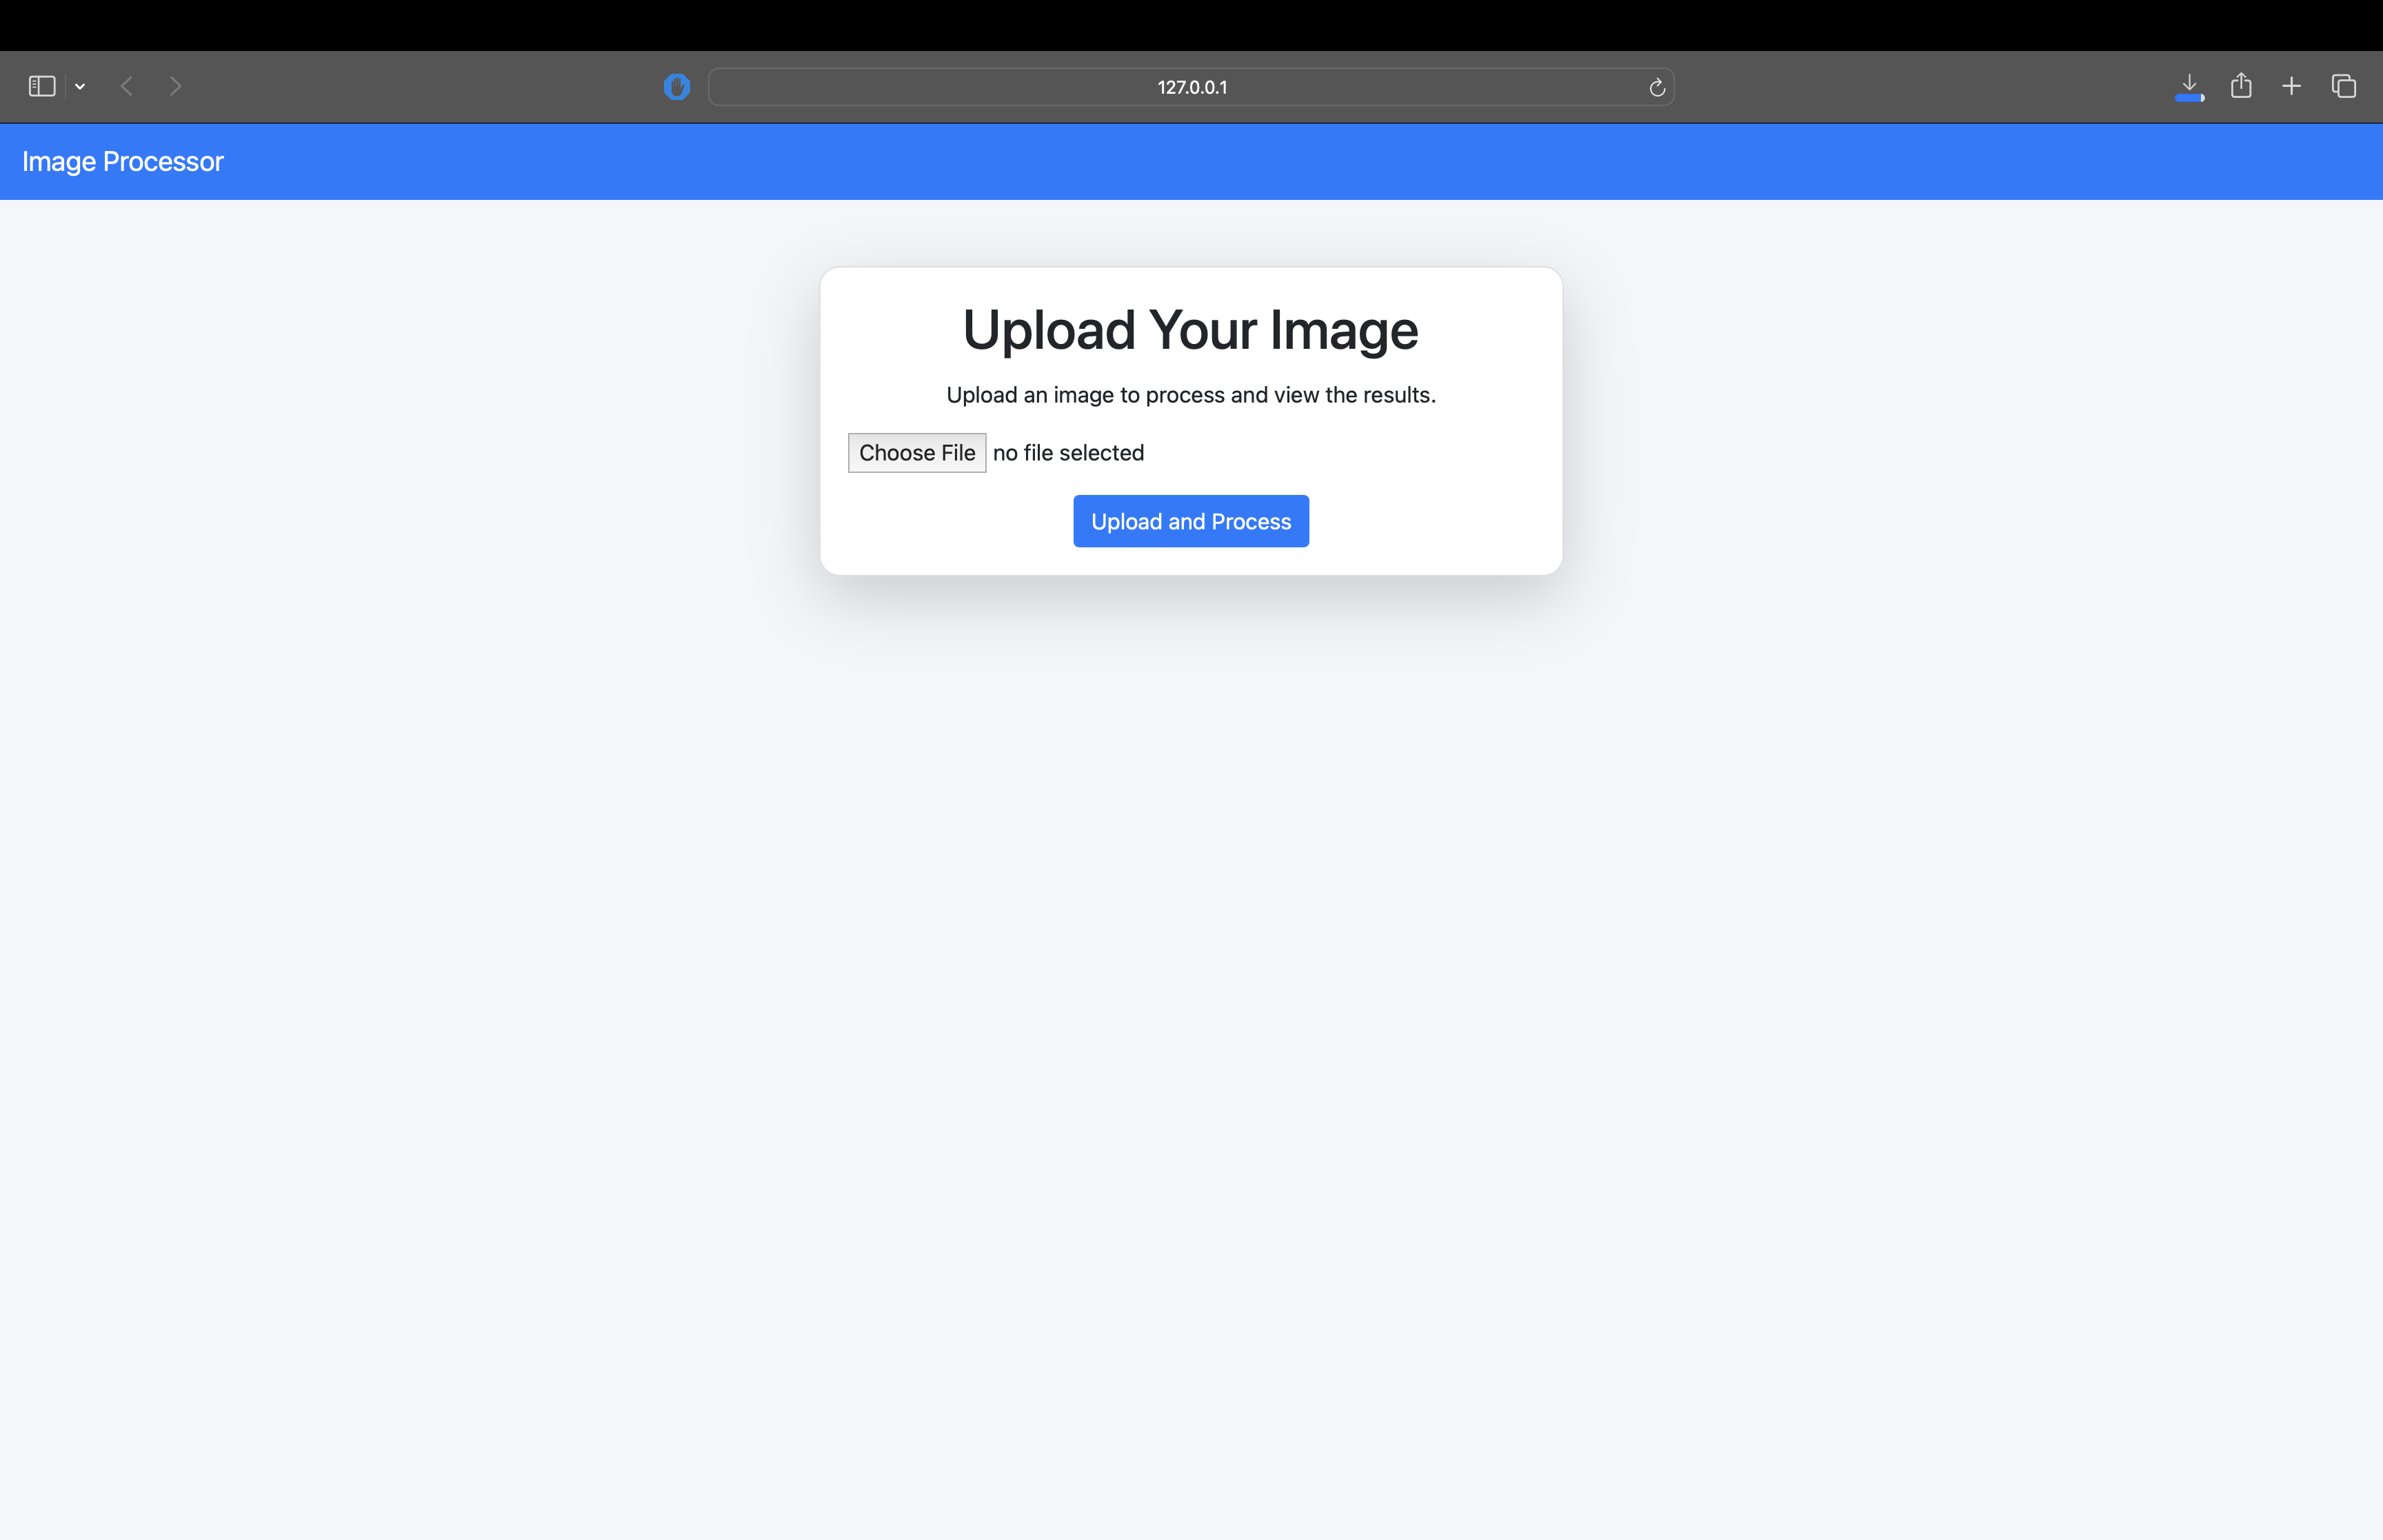 127.0.0.1
Image Processor
Upload Your Image
Upload an image to process and view the results.
Choose File no file selected
Upload and Process